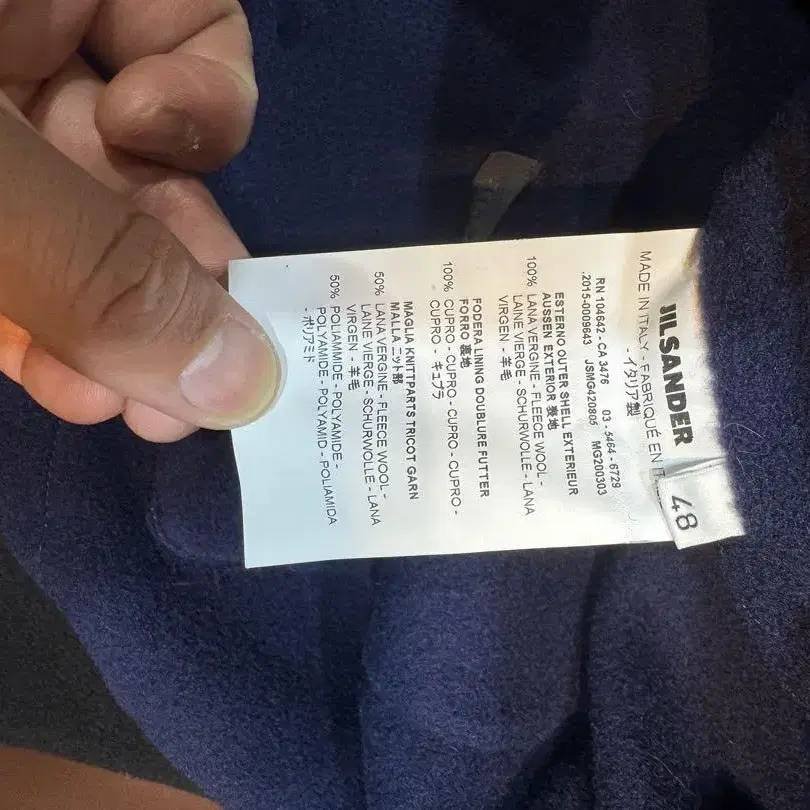 JILSANDER
MADE IN ITALY - FABRIQUÉ EN IT
- イタリア製
48
RN 104642 - CA 3476 03 - 5464 - 6729
.2015-0009643 JSMG420805 MG200303
ESTERNO OUTER SHELL EXTERIEUR
AUSSEN EXTERIOR 表地
100% LANA VERGINE - FLEECE WOOL -
LAINE VIERGE - SCHURWOLLE - LANA
VIRGEN - 羊毛
FODERA LINING DOUBLURE FUTTER
FORRO 裏地
100% CUPRO - CUPRO - CUPRO - CUPRO -
CUPRO - キュプラ
MAGLIA KNITTPARTS TRICOT GARN
MALLA ニット部
50% LANA VERGINE - FLEECE WOOL -
LAINE VIERGE - SCHURWOLLE - LANA
VIRGEN - 羊毛
50% POLIAMMIDE - POLYAMIDE -
POLYAMIDE - POLYAMID - POLIAMIDA
- ポリアミド